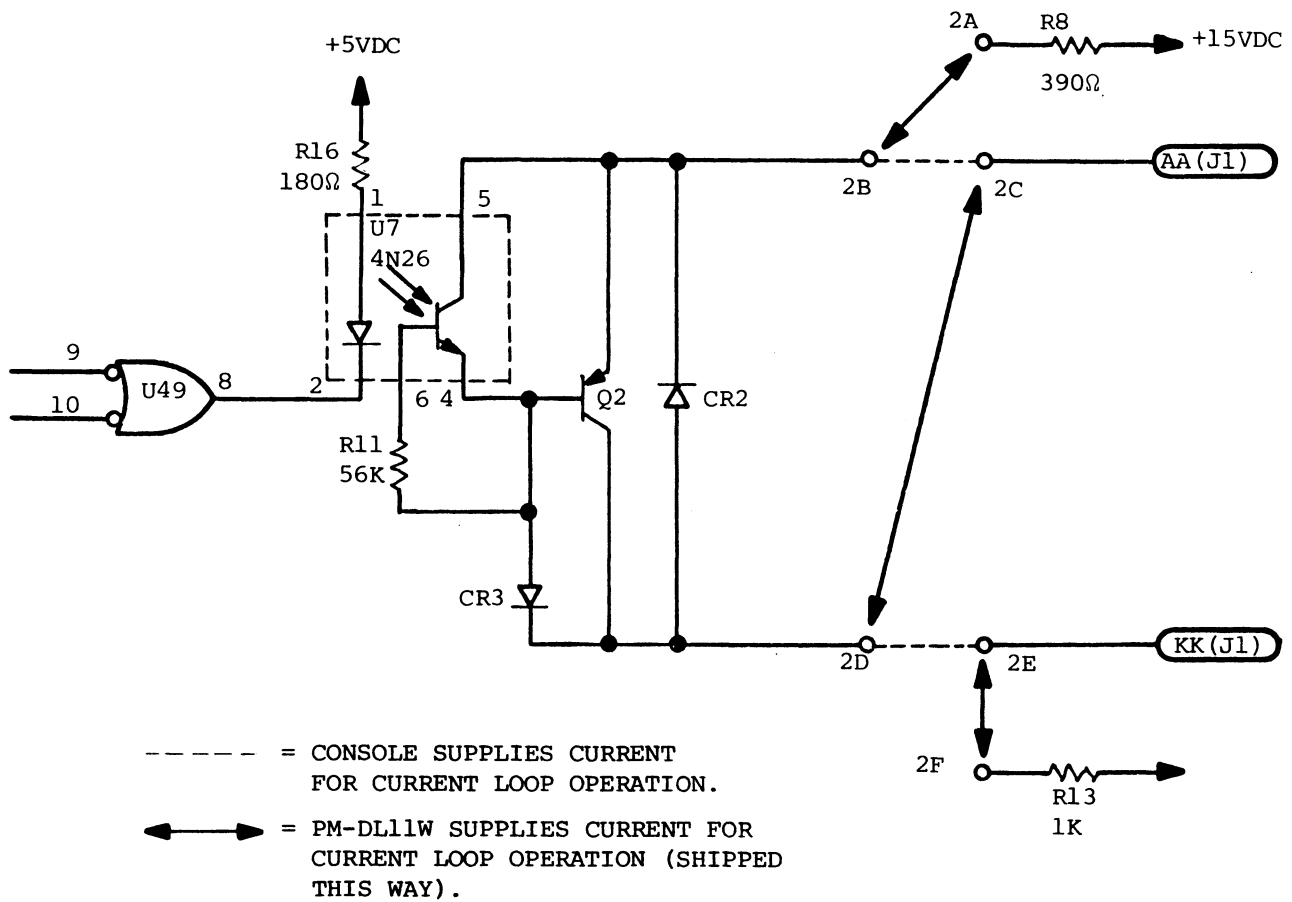 +5VDC
2A
R8
+15VDC
390Ω
R16
180Ω
1
5
U7
4N26
2B
2C
AA(J1)
9
10
U49
8
2
6
4
Q2
CR2
R11
56K
CR3
2D
2E
KK(J1)
2F
R13
1K
= CONSOLE SUPPLIES CURRENT
FOR CURRENT LOOP OPERATION.
= PM-DL11W SUPPLIES CURRENT FOR
CURRENT LOOP OPERATION (SHIPPED
THIS WAY).